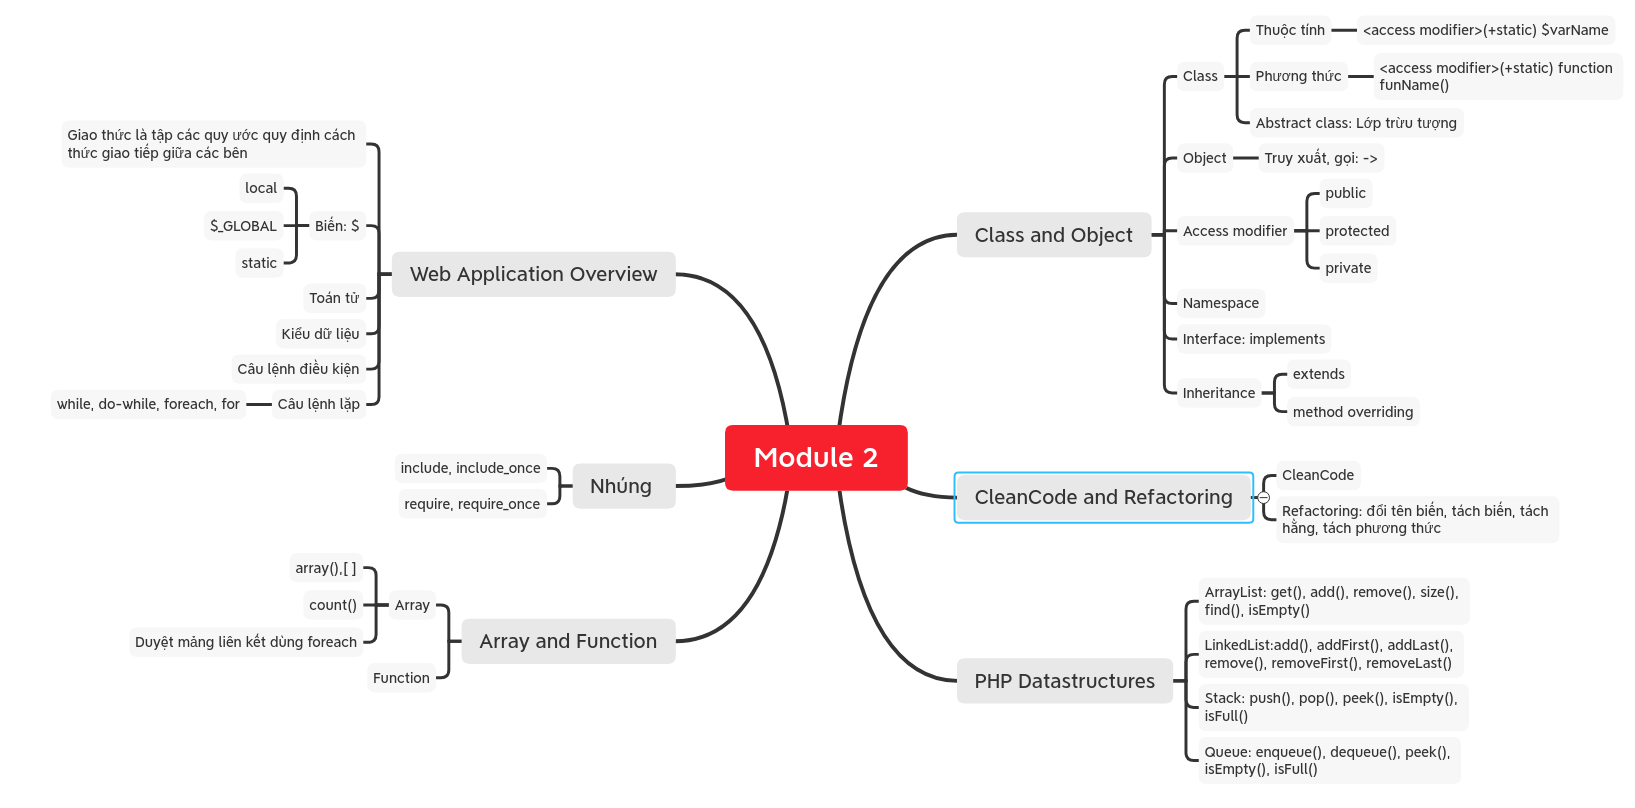 Module 2
Web Application Overview
Giao thức là tập các quy ước quy định cách
thức giao tiếp giữa các bên
Biến: $
local
$_GLOBAL
static
Toán tử
Kiểu dữ liệu
Câu lệnh điều kiện
Câu lệnh lặp
while, do-while, foreach, for
Nhúng
include, include_once
require, require_once
Array and Function
Array
array(),[ ]
count()
Duyệt mảng liên kết dùng foreach
Function
Class and Object
Class
Thuộc tính
<access modifier>(+static) $varName
Phương thức
<access modifier>(+static) function
funName()
Abstract class: Lớp trừu tượng
Object
Truy xuất, gọi: ->
Access modifier
public
protected
private
Namespace
Interface: implements
Inheritance
extends
method overriding
CleanCode and Refactoring
CleanCode
Refactoring: đổi tên biến, tách biến, tách
hằng, tách phương thức
PHP Datastructures
ArrayList: get(), add(), remove(), size(),
find(), isEmpty()
LinkedList:add(), addFirst(), addLast(),
remove(), removeFirst(), removeLast()
Stack: push(), pop(), peek(), isEmpty(),
isFull()
Queue: enqueue(), dequeue(), peek(),
isEmpty(), isFull()